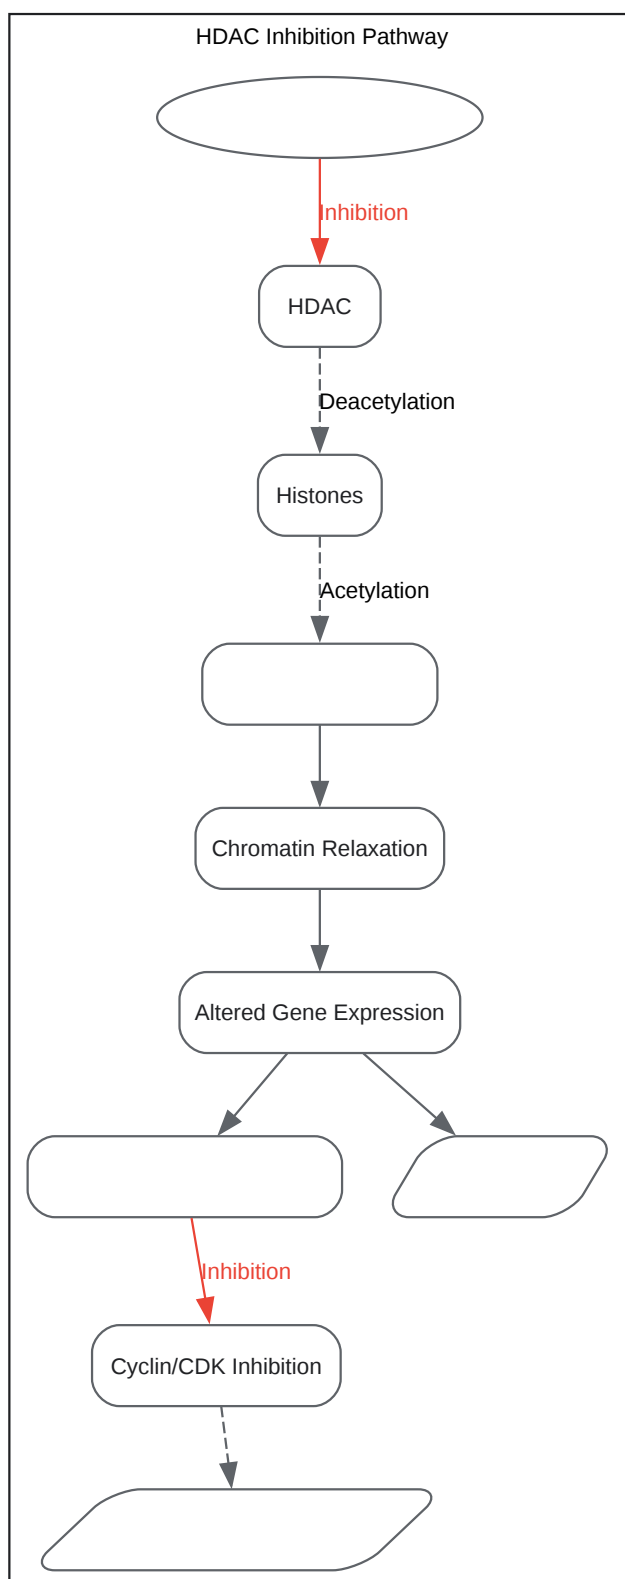 HDAC Inhibition Pathway
Inhibition
HDAC
Deacetylation
Histones
Acetylation
Chromatin Relaxation
Altered Gene Expression
Inhibition
Cyclin/CDK Inhibition